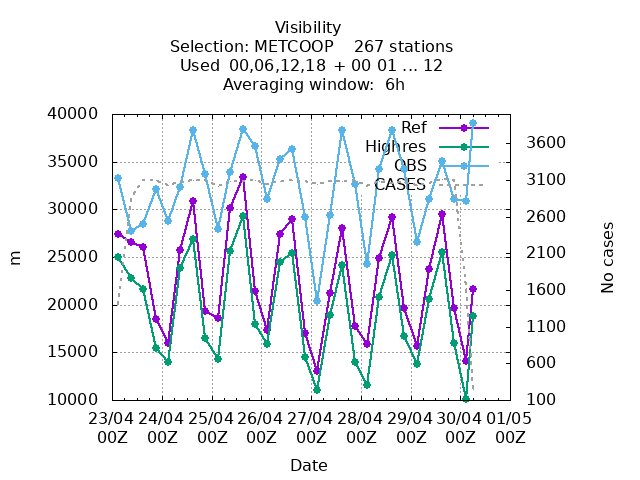 Visibility
Selection: METCOOP 267 stations
Used 00,06,12,18 + 00 01 ... 12
Averaging window: 6h
40000
35000
30000
25000
20000
15000
10000
m
Ref
Highres
OBS
CASES
3600
3100
2600
2100
1600
1100
600
100
No cases
23/04 24/04 25/04 26/04 27/04 28/04 29/04 30/04 01/05
00Z 00Z 00Z 00Z 00Z 00Z 00Z 00Z 00Z
Date